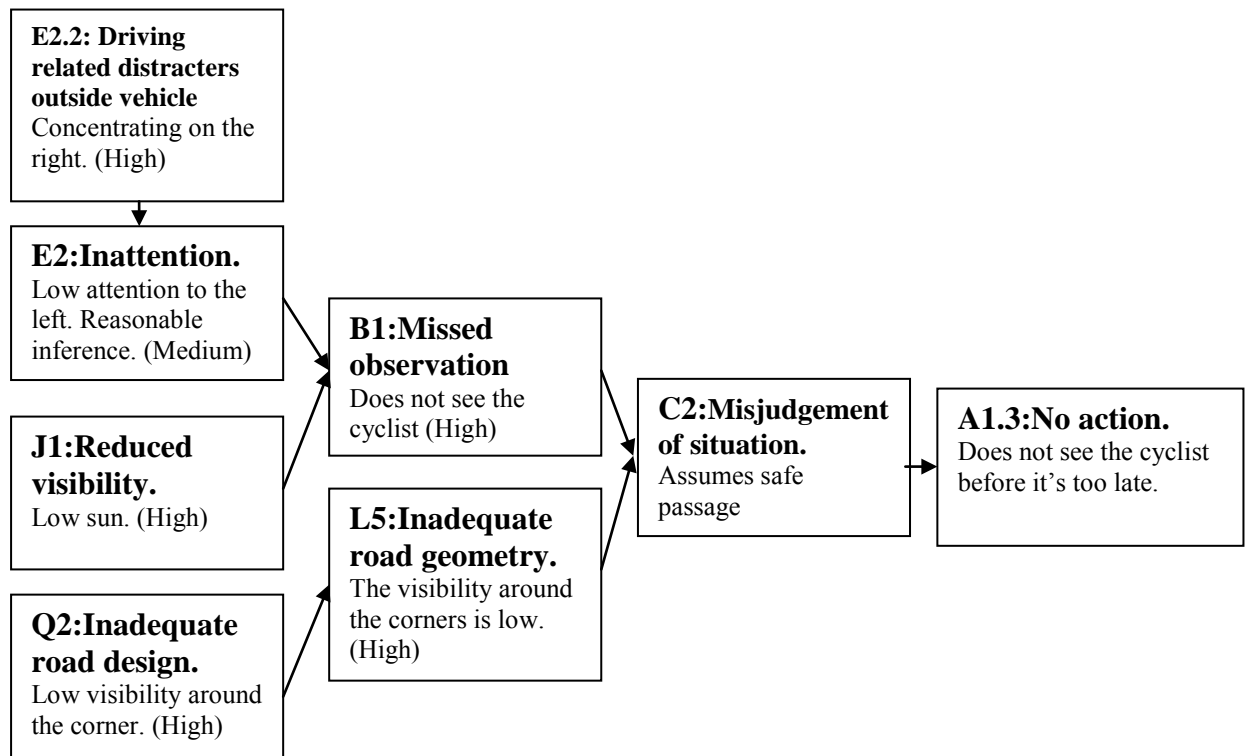 E2.2: Driving
related distracters
outside vehicle
Concentrating on the
right. (High)
E2:Inattention.
Low attention to the
left. Reasonable
inference. (Medium)
J1:Reduced
visibility.
Low sun. (High)
Q2:Inadequate
road design.
Low visibility around
the corner. (High)
B1:Missed
observation
Does not see the
cyclist (High)
L5:Inadequate
road geometry.
The visibility around
the corners is low.
(High)
C2:Misjudgement
of situation.
Assumes safe
passage
A1.3:No action.
Does not see the cyclist
before it’s too late.